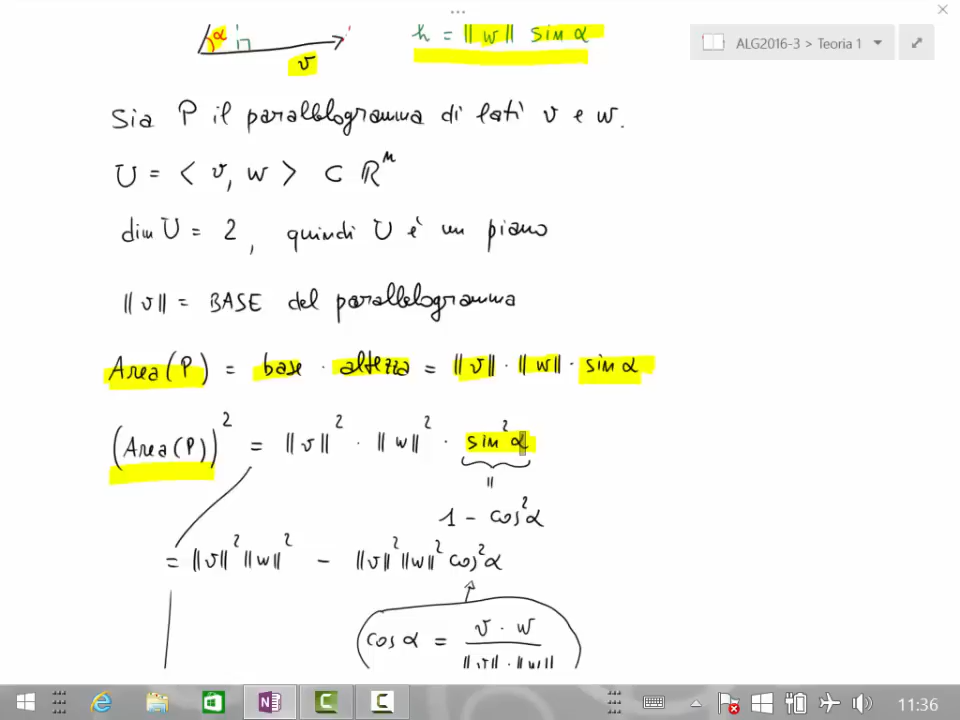 α h v
h = ‖w‖ sin α
ALG2016-3 > Teoria 1
Sia P il parallelogramma di lati v e w.
U = < v, w > ⊂ ℝⁿ
dim U = 2, quindi U è un piano
‖v‖ = BASE del parallelogramma
Area(P) = base · altezza = ‖v‖ · ‖w‖ · sin α
(Area(P))² = ‖v‖² · ‖w‖² · sin²α
1 - cos²α
= ‖v‖²‖w‖² - ‖v‖²‖w‖² cos²α
cos α = v · w / ‖v‖ · ‖w‖
11:36